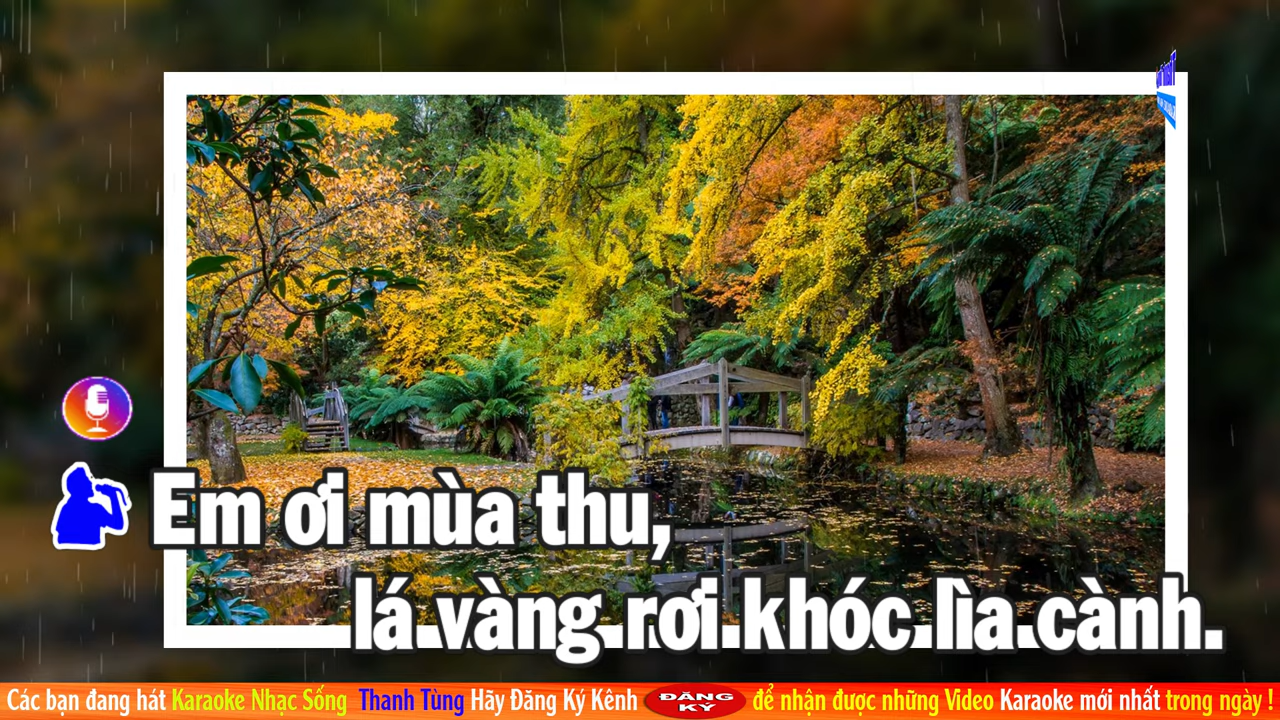 Em ơi mùa thu,
lá vàng rơi khóc lìa cành.
Các bạn đang hát Karaoke Nhạc Sống Thanh Tùng Hãy Đăng Ký Kênh ĐĂNG KÝ để nhận được những Video Karaoke mới nhất trong ngày !